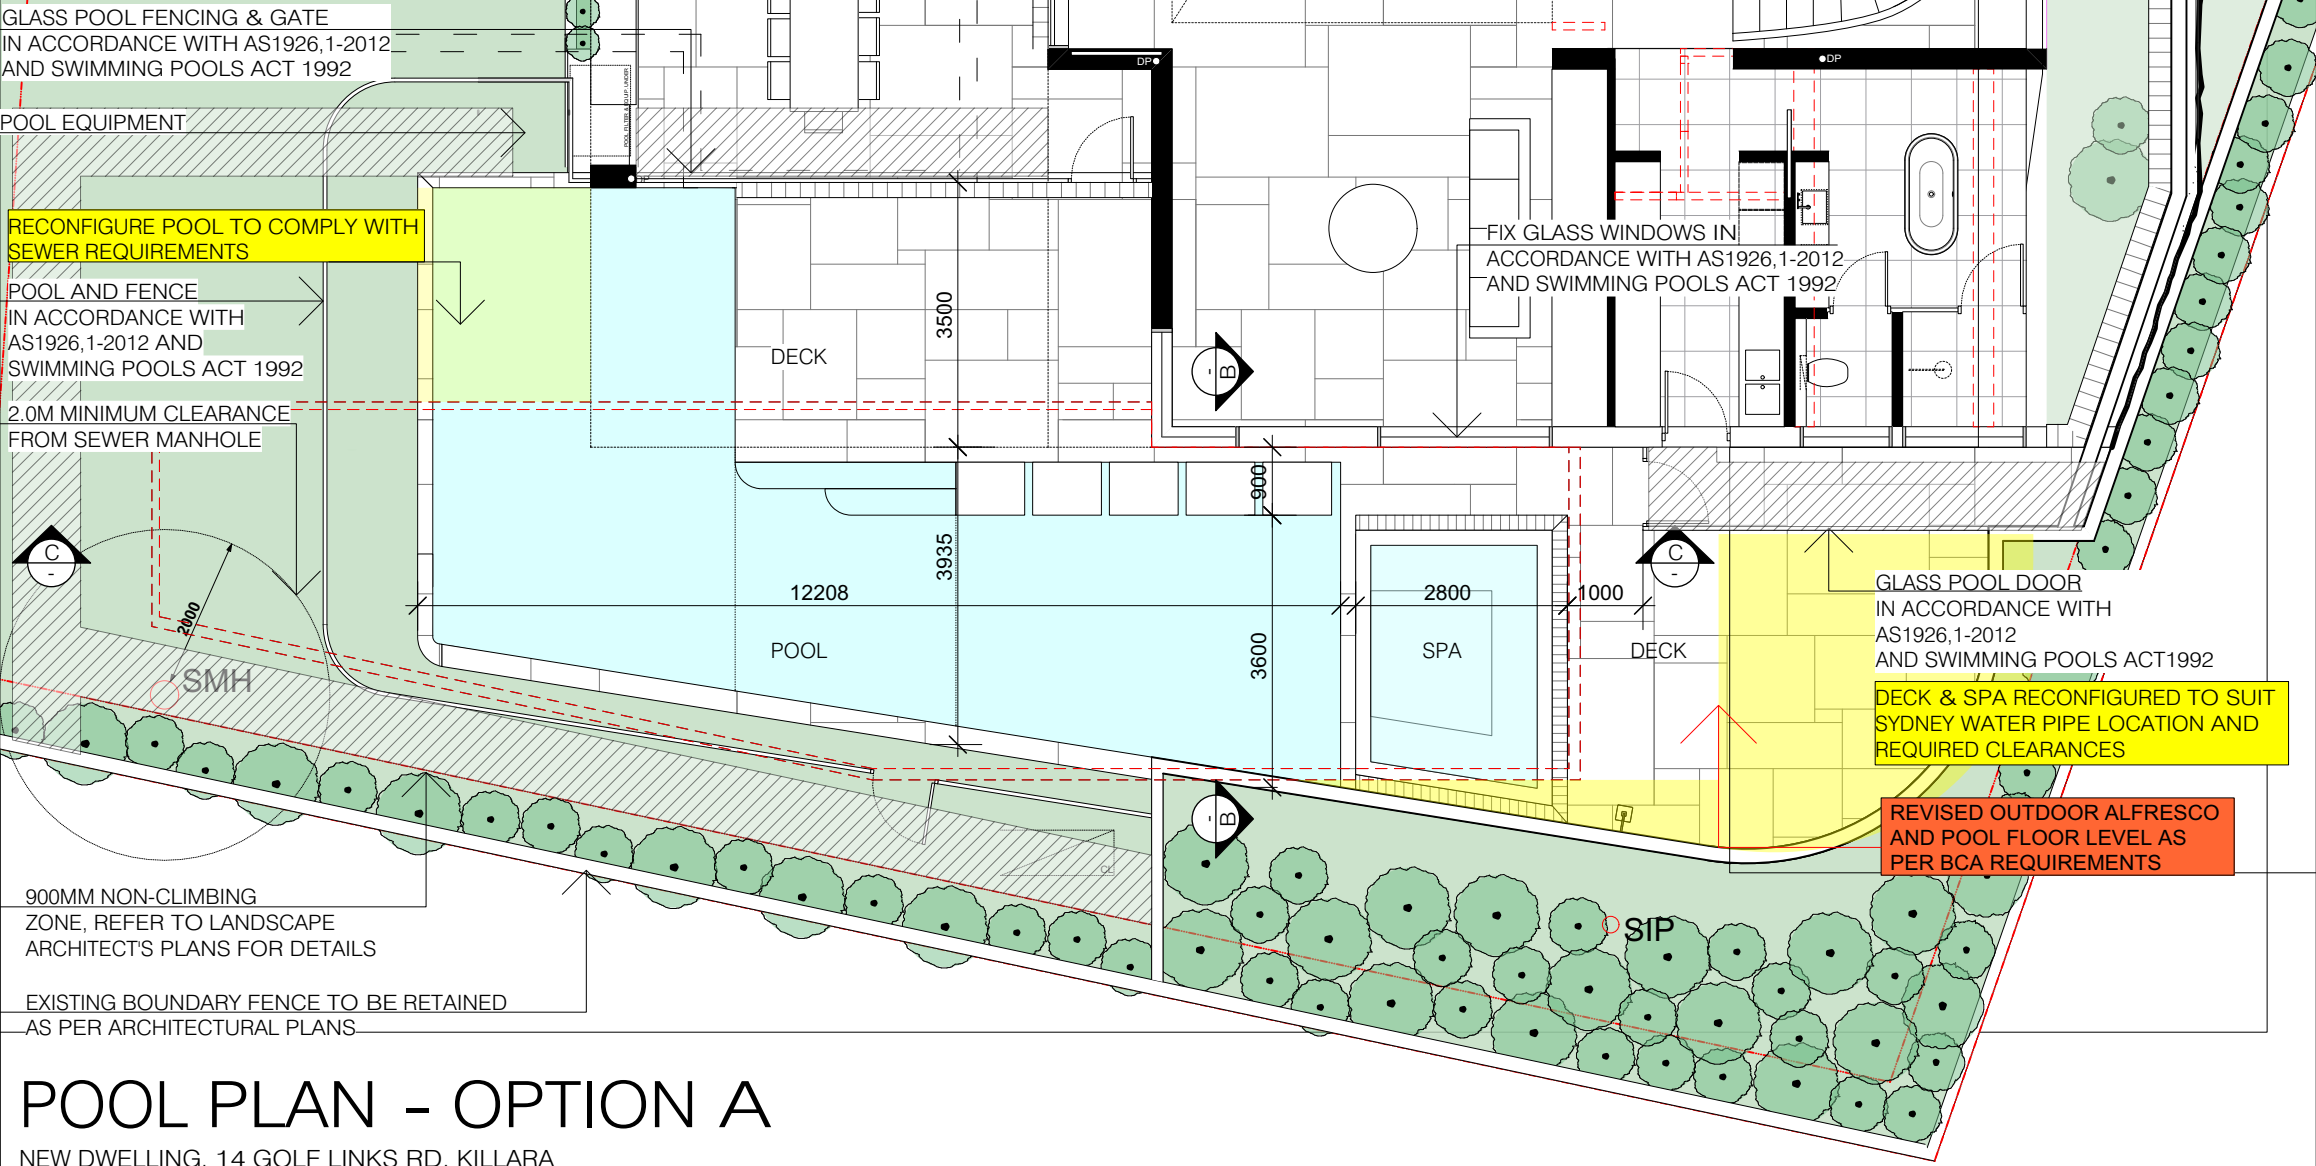 GLASS POOL FENCING & GATE
IN ACCORDANCE WITH AS1926,1-2012
AND SWIMMING POOLS ACT 1992
POOL EQUIPMENT
RECONFIGURE POOL TO COMPLY WITH
SEWER REQUIREMENTS
POOL AND FENCE
IN ACCORDANCE WITH
AS1926,1-2012 AND
SWIMMING POOLS ACT 1992
2.0M MINIMUM CLEARANCE
FROM SEWER MANHOLE
C
-
2000
SMH
900MM NON-CLIMBING
ZONE, REFER TO LANDSCAPE
ARCHITECT'S PLANS FOR DETAILS
EXISTING BOUNDARY FENCE TO BE RETAINED
AS PER ARCHITECTURAL PLANS
POOL FILTER & EQUIP. UNDER
DP
DP
DECK
3500
3935
12208
POOL
900
3600
B
-
B
-
FIX GLASS WINDOWS IN
ACCORDANCE WITH AS1926,1-2012
AND SWIMMING POOLS ACT 1992
2800
SPA
1000
DECK
C
-
GLASS POOL DOOR
IN ACCORDANCE WITH
AS1926,1-2012
AND SWIMMING POOLS ACT1992
DECK & SPA RECONFIGURED TO SUIT
SYDNEY WATER PIPE LOCATION AND
REQUIRED CLEARANCES
REVISED OUTDOOR ALFRESCO
AND POOL FLOOR LEVEL AS
PER BCA REQUIREMENTS
CL
SIP
POOL PLAN - OPTION A
NEW DWELLING, 14 GOLF LINKS RD, KILLARA